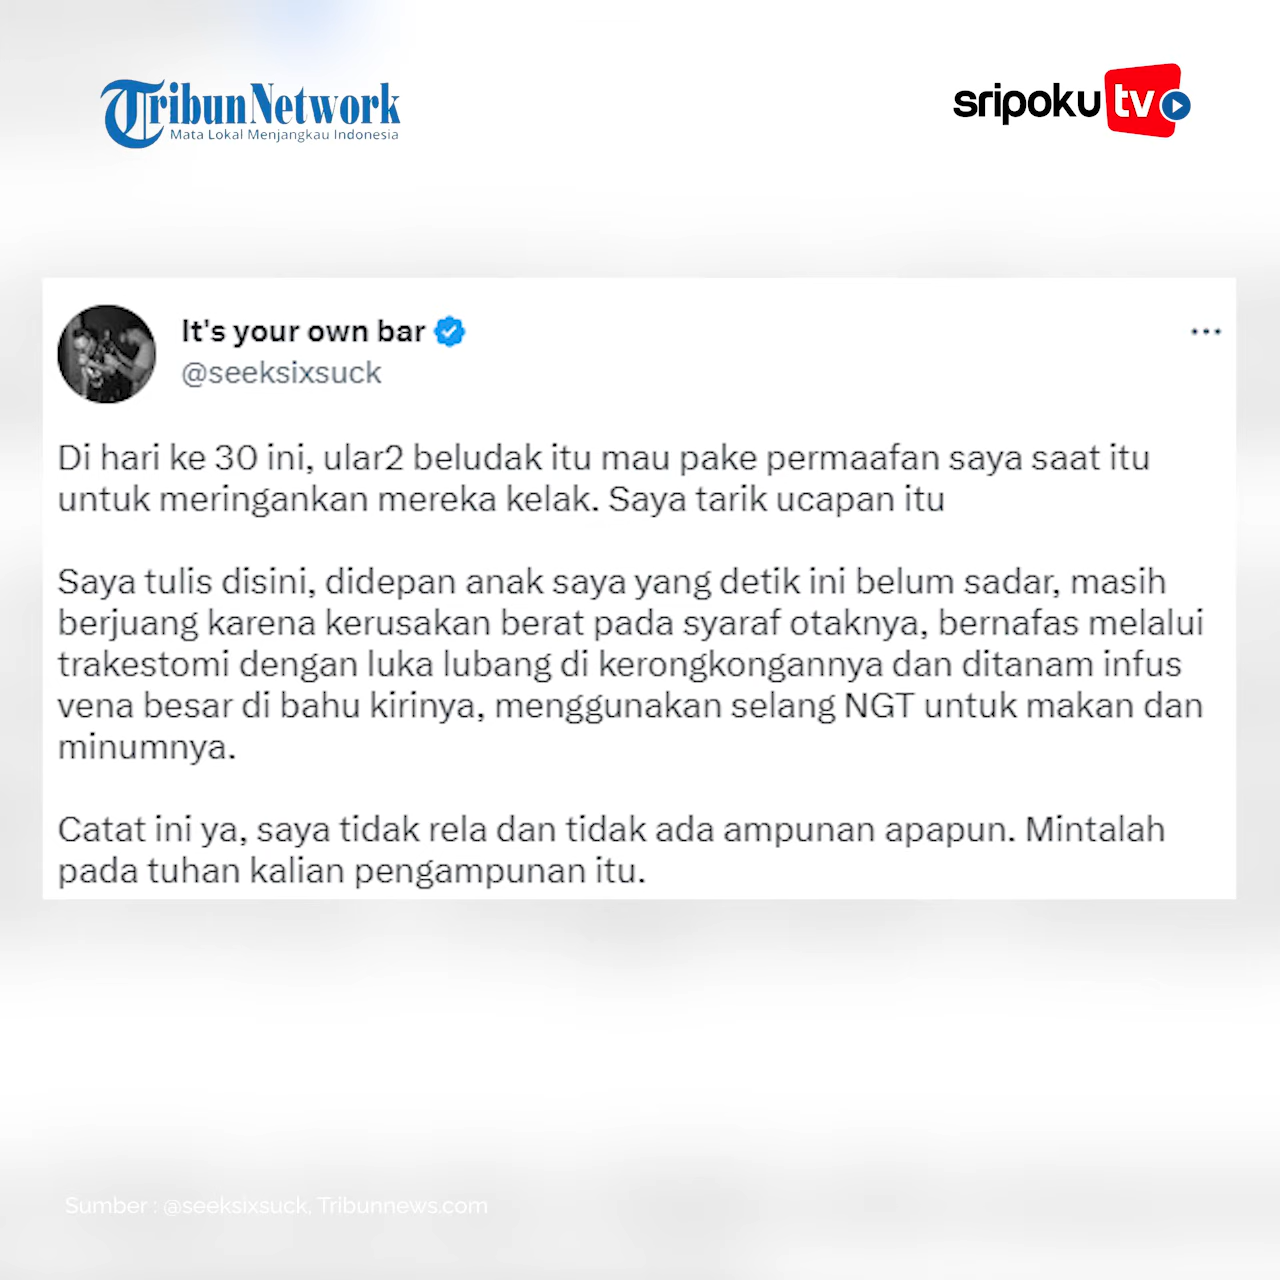 Tribun Network
Mata Lokal Menjangkau Indonesia
sripoku tv
It's your own bar
@seeksixsuck
Di hari ke 30 ini, ular2 beludak itu mau pake permaafan saya saat itu
untuk meringankan mereka kelak. Saya tarik ucapan itu
Saya tulis disini, didepan anak saya yang detik ini belum sadar, masih
berjuang karena kerusakan berat pada syaraf otaknya, bernafas melalui
trakestomi dengan luka lubang di kerongkongannya dan ditanam infus
vena besar di bahu kirinya, menggunakan selang NGT untuk makan dan
minumnya.
Catat ini ya, saya tidak rela dan tidak ada ampunan apapun. Mintalah
pada tuhan kalian pengampunan itu.
Sumber : @seeksixsuck, Tribunnews.com